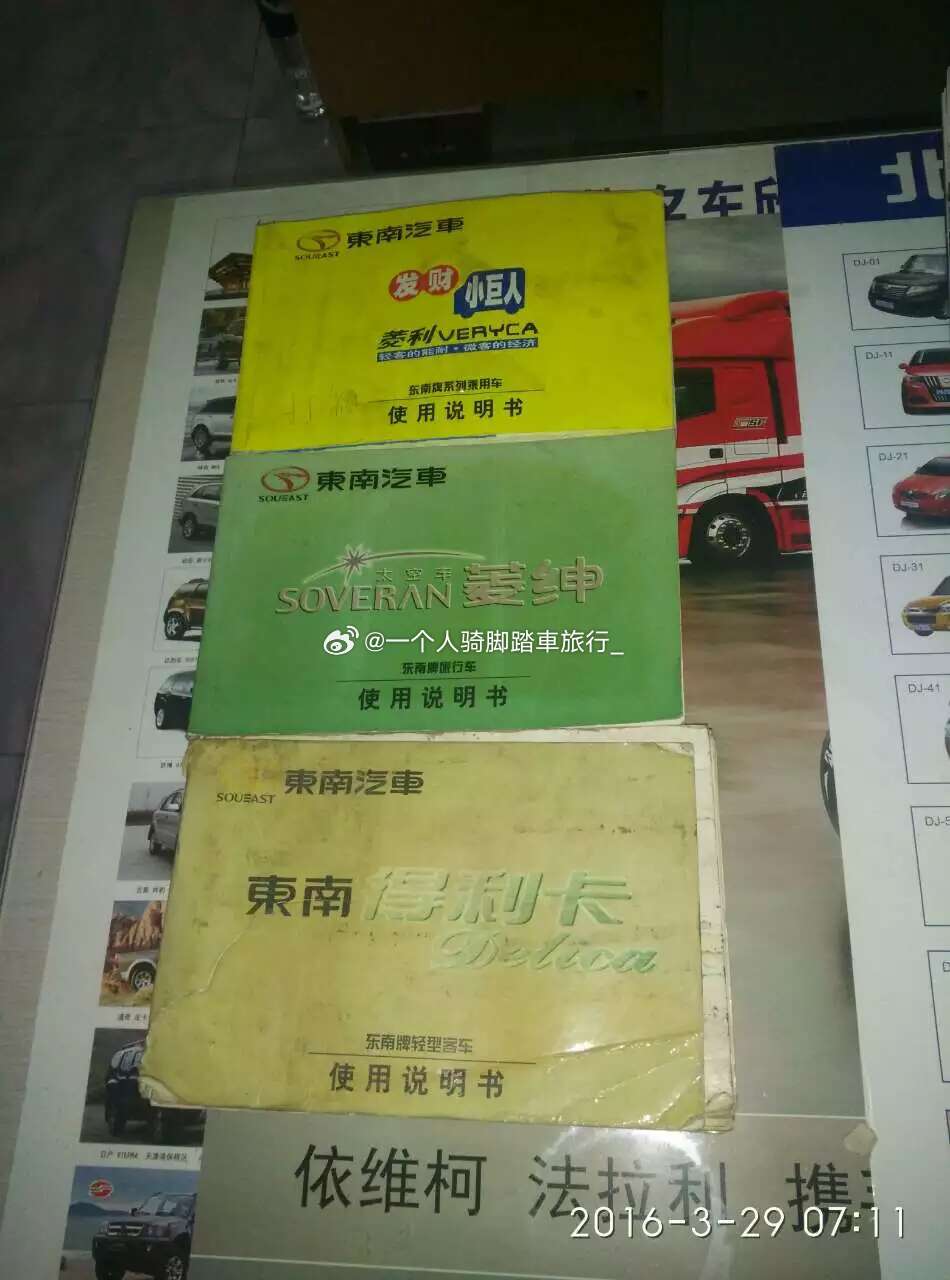 名车欣
北
東南汽車
SOUEAST
发财 小巨人
菱利VERYCA
轻客的能耐·微客的经济
东南牌系列乘用车
使用说明书
DJ-01
DJ-11
DJ-21
DJ-31
DJ-41
東南汽車
SOUEAST
太空车
SOVERAN 菱绅
@一个人骑脚踏車旅行_
东南牌旅行车
使用说明书
東南汽車
SOUEAST
東南 得利卡
Delica
东南牌轻型客车
使用说明书
依维柯 法拉利 携手
2016-3-29 07:11